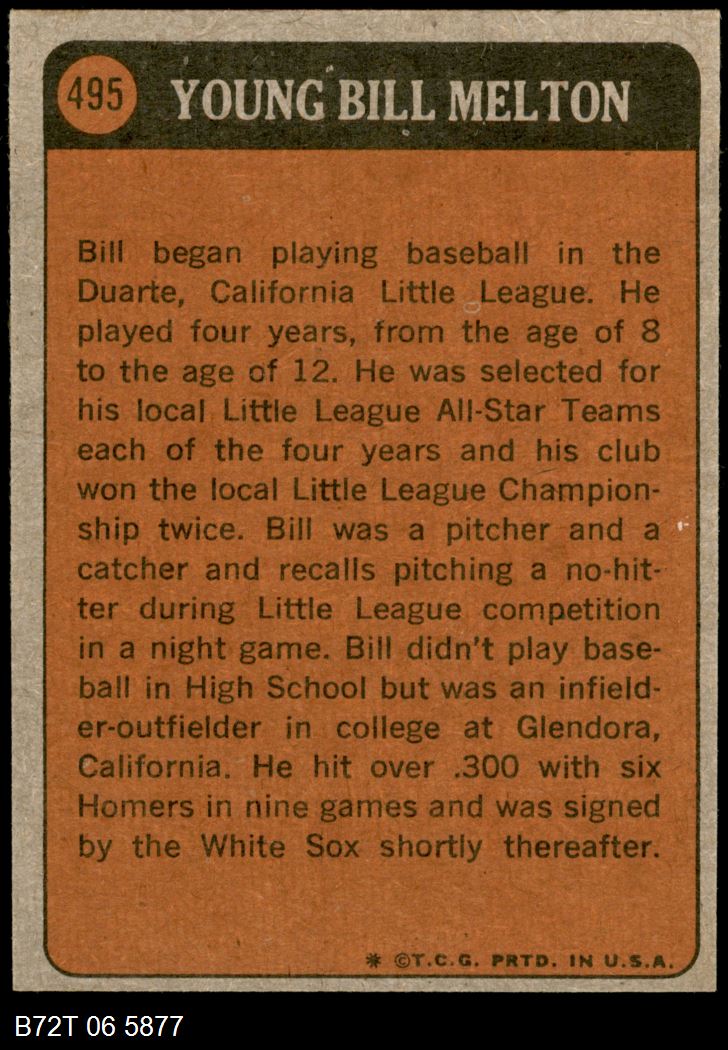 495 YOUNG BILL MELTON
Bill began playing baseball in the
Duarte, California Little League. He
played four years, from the age of 8
to the age of 12. He was selected for
his local Little League All-Star Teams
each of the four years and his club
won the local Little League Champion-
ship twice. Bill was a pitcher and a
catcher and recalls pitching a no-hit-
ter during Little League competition
in a night game. Bill didn't play base-
ball in High School but was an infield-
er-outfielder in college at Glendora,
California. He hit over .300 with six
Homers in nine games and was signed
by the White Sox shortly thereafter.
* ©T.C.G. PRTD. IN U.S.A.
B72T 06 5877